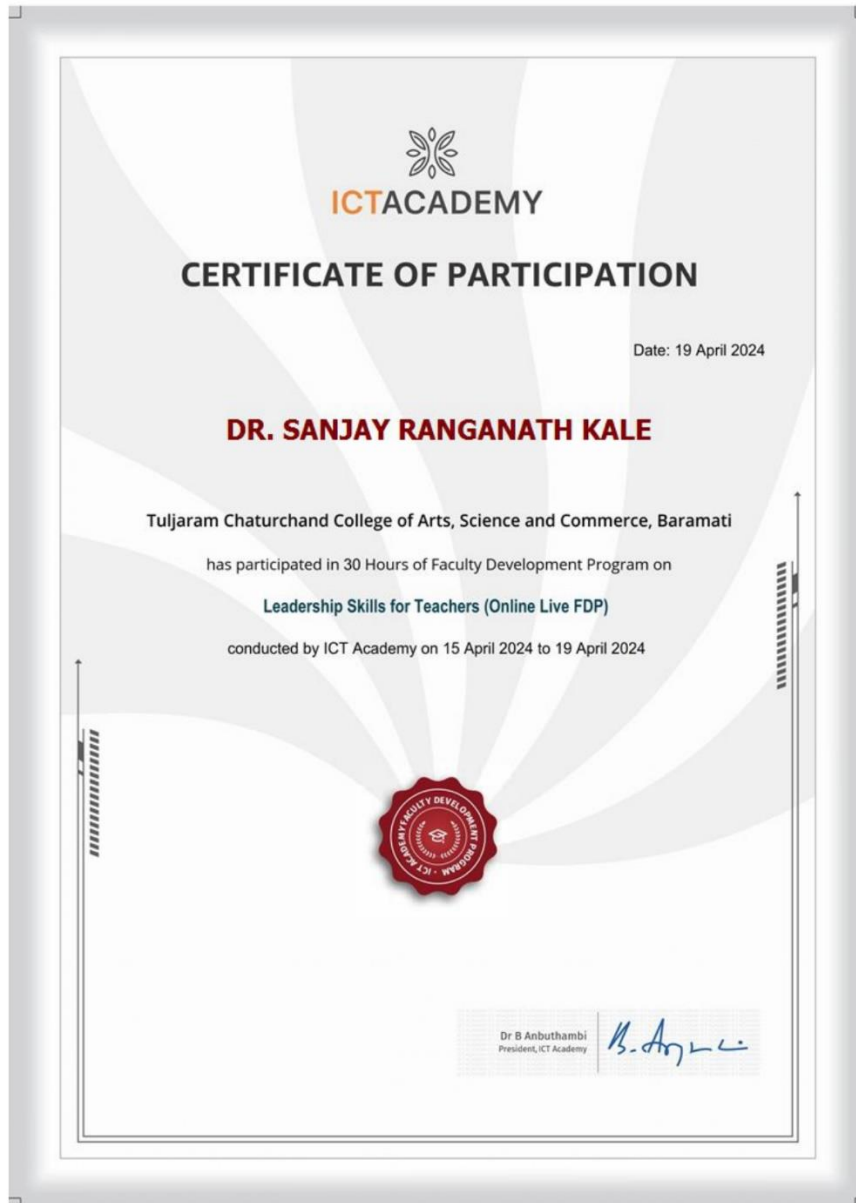 ICTACADEMY
CERTIFICATE OF PARTICIPATION
Date: 19 April 2024
DR. SANJAY RANGANATH KALE
Tuljaram Chaturchand College of Arts, Science and Commerce, Baramati
has participated in 30 Hours of Faculty Development Program on
Leadership Skills for Teachers (Online Live FDP)
conducted by ICT Academy on 15 April 2024 to 19 April 2024
FACULTY DEVELOPMENT PROGRAM - ICT ACADEMY
Dr B Anbuthambi
President, ICT Academy